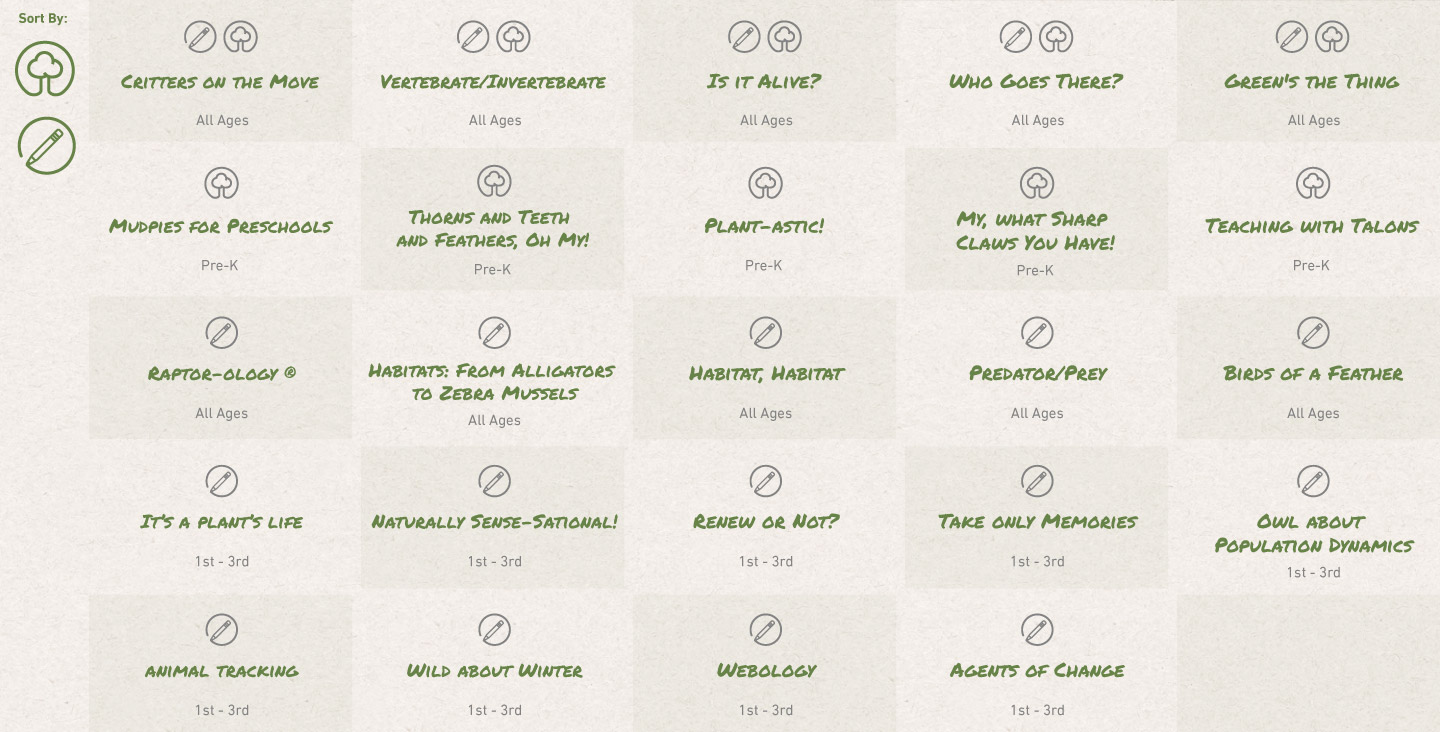 Sort By:
Critters on the Move
All Ages
Vertebrate/Invertebrate
All Ages
Is it Alive?
All Ages
Who Goes There?
All Ages
Green's the Thing
All Ages
Mudpies for Preschools
Pre-K
Thorns and Teeth
and Feathers, Oh My!
Pre-K
Plant-astic!
Pre-K
My, what Sharp
Claws You Have!
Pre-K
Teaching with Talons
Pre-K
Raptor-ology ®
All Ages
Habitats: From Alligators
to Zebra Mussels
All Ages
Habitat, Habitat
All Ages
Predator/Prey
All Ages
Birds of a Feather
All Ages
It's a plant's life
1st - 3rd
Naturally Sense-Sational!
1st - 3rd
Renew or Not?
1st - 3rd
Take only Memories
1st - 3rd
Owl about
Population Dynamics
1st - 3rd
animal tracking
1st - 3rd
Wild about Winter
1st - 3rd
Webology
1st - 3rd
Agents of Change
1st - 3rd